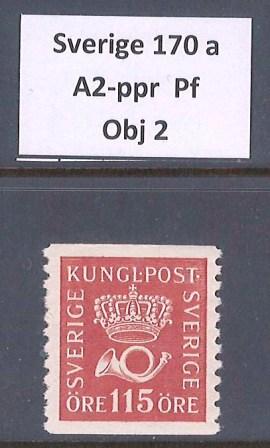 Sverige 170 a
A2-ppr Pf
Obj 2
KUNGL·POST·
SVERIGE
SVERIGE
ÖRE 115 ÖRE